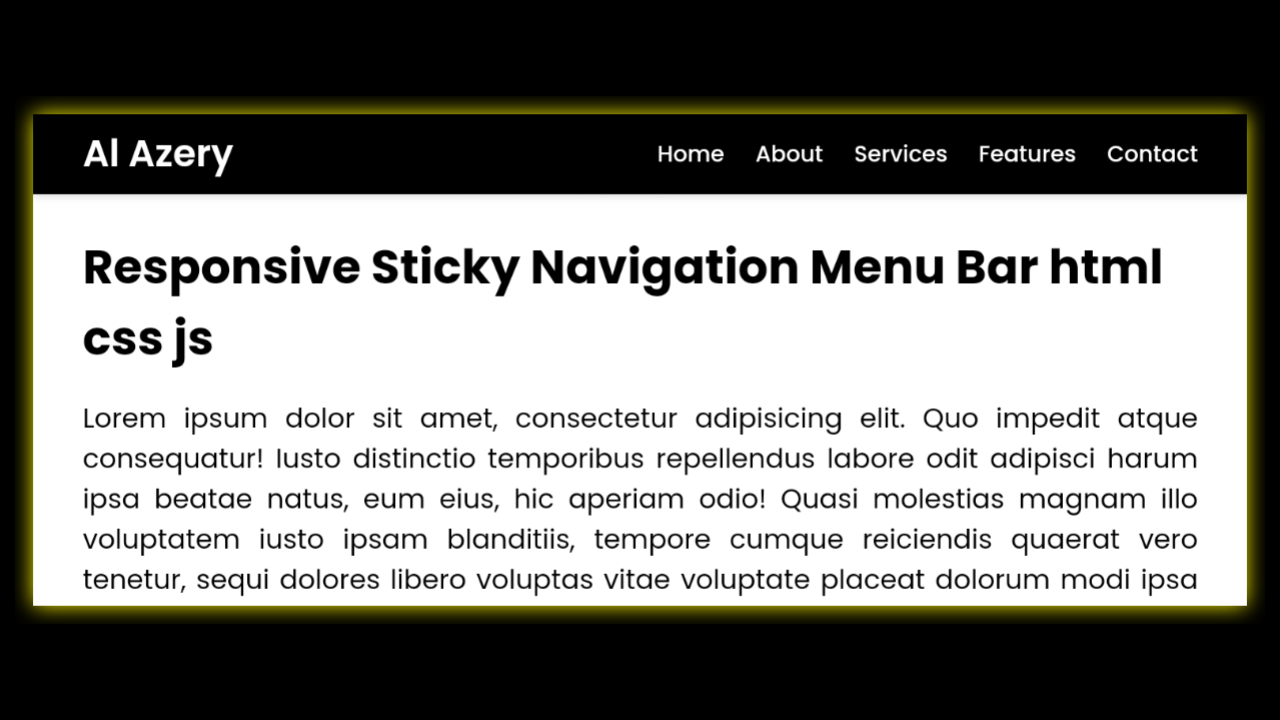 Al Azery
Home About Services Features Contact
Responsive Sticky Navigation Menu Bar html
css js
Lorem ipsum dolor sit amet, consectetur adipisicing elit. Quo impedit atque
consequatur! Iusto distinctio temporibus repellendus labore odit adipisci harum
ipsa beatae natus, eum eius, hic aperiam odio! Quasi molestias magnam illo
voluptatem iusto ipsam blanditiis, tempore cumque reiciendis quaerat vero
tenetur, sequi dolores libero voluptas vitae voluptate placeat dolorum modi ipsa